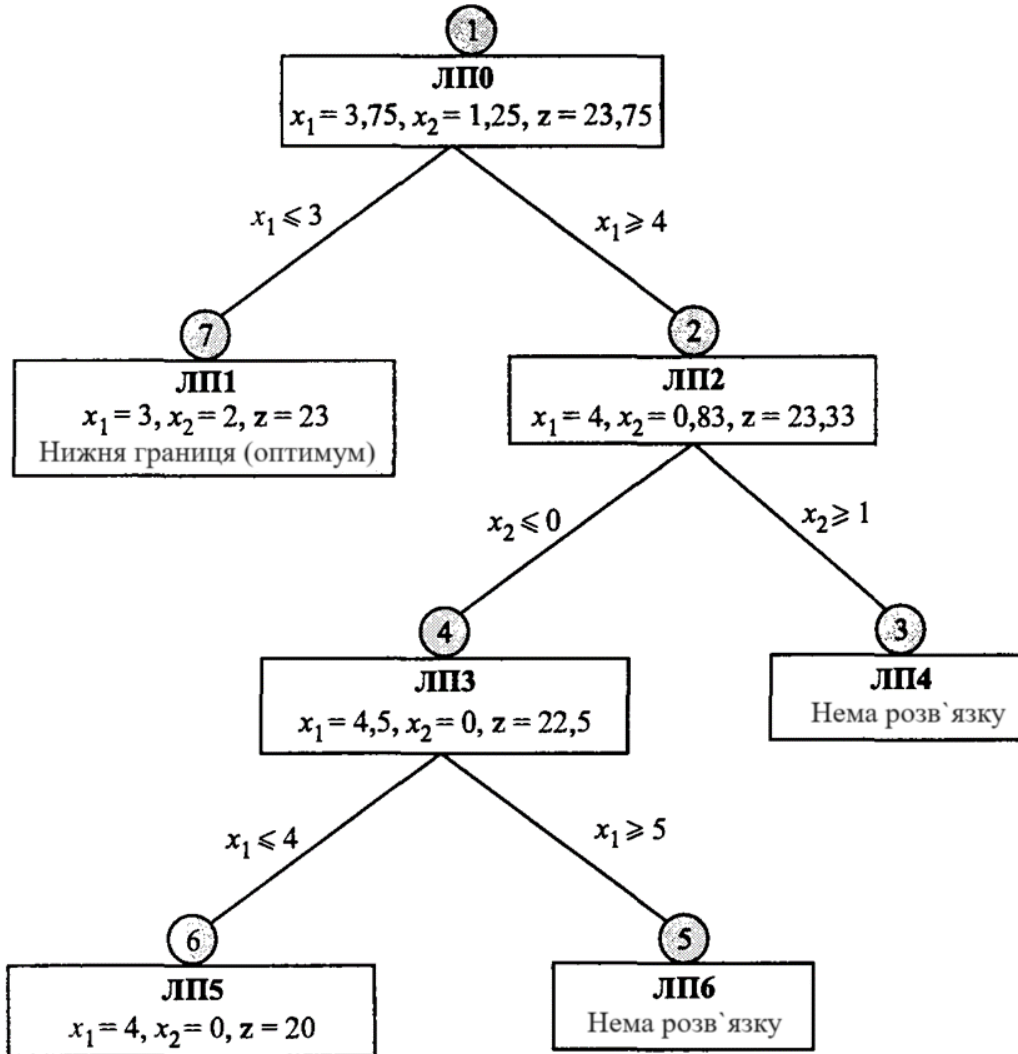 1
ЛП0
x₁ = 3,75, x₂ = 1,25, z = 23,75
x₁ ⩽ 3
x₁ ⩾ 4
7
ЛП1
x₁ = 3, x₂ = 2, z = 23
Нижня границя (оптимум)
2
ЛП2
x₁ = 4, x₂ = 0,83, z = 23,33
x₂ ⩽ 0
x₂ ⩾ 1
4
ЛП3
x₁ = 4,5, x₂ = 0, z = 22,5
3
ЛП4
Нема розв`язку
x₁ ⩽ 4
x₁ ⩾ 5
6
ЛП5
x₁ = 4, x₂ = 0, z = 20
5
ЛП6
Нема розв`язку